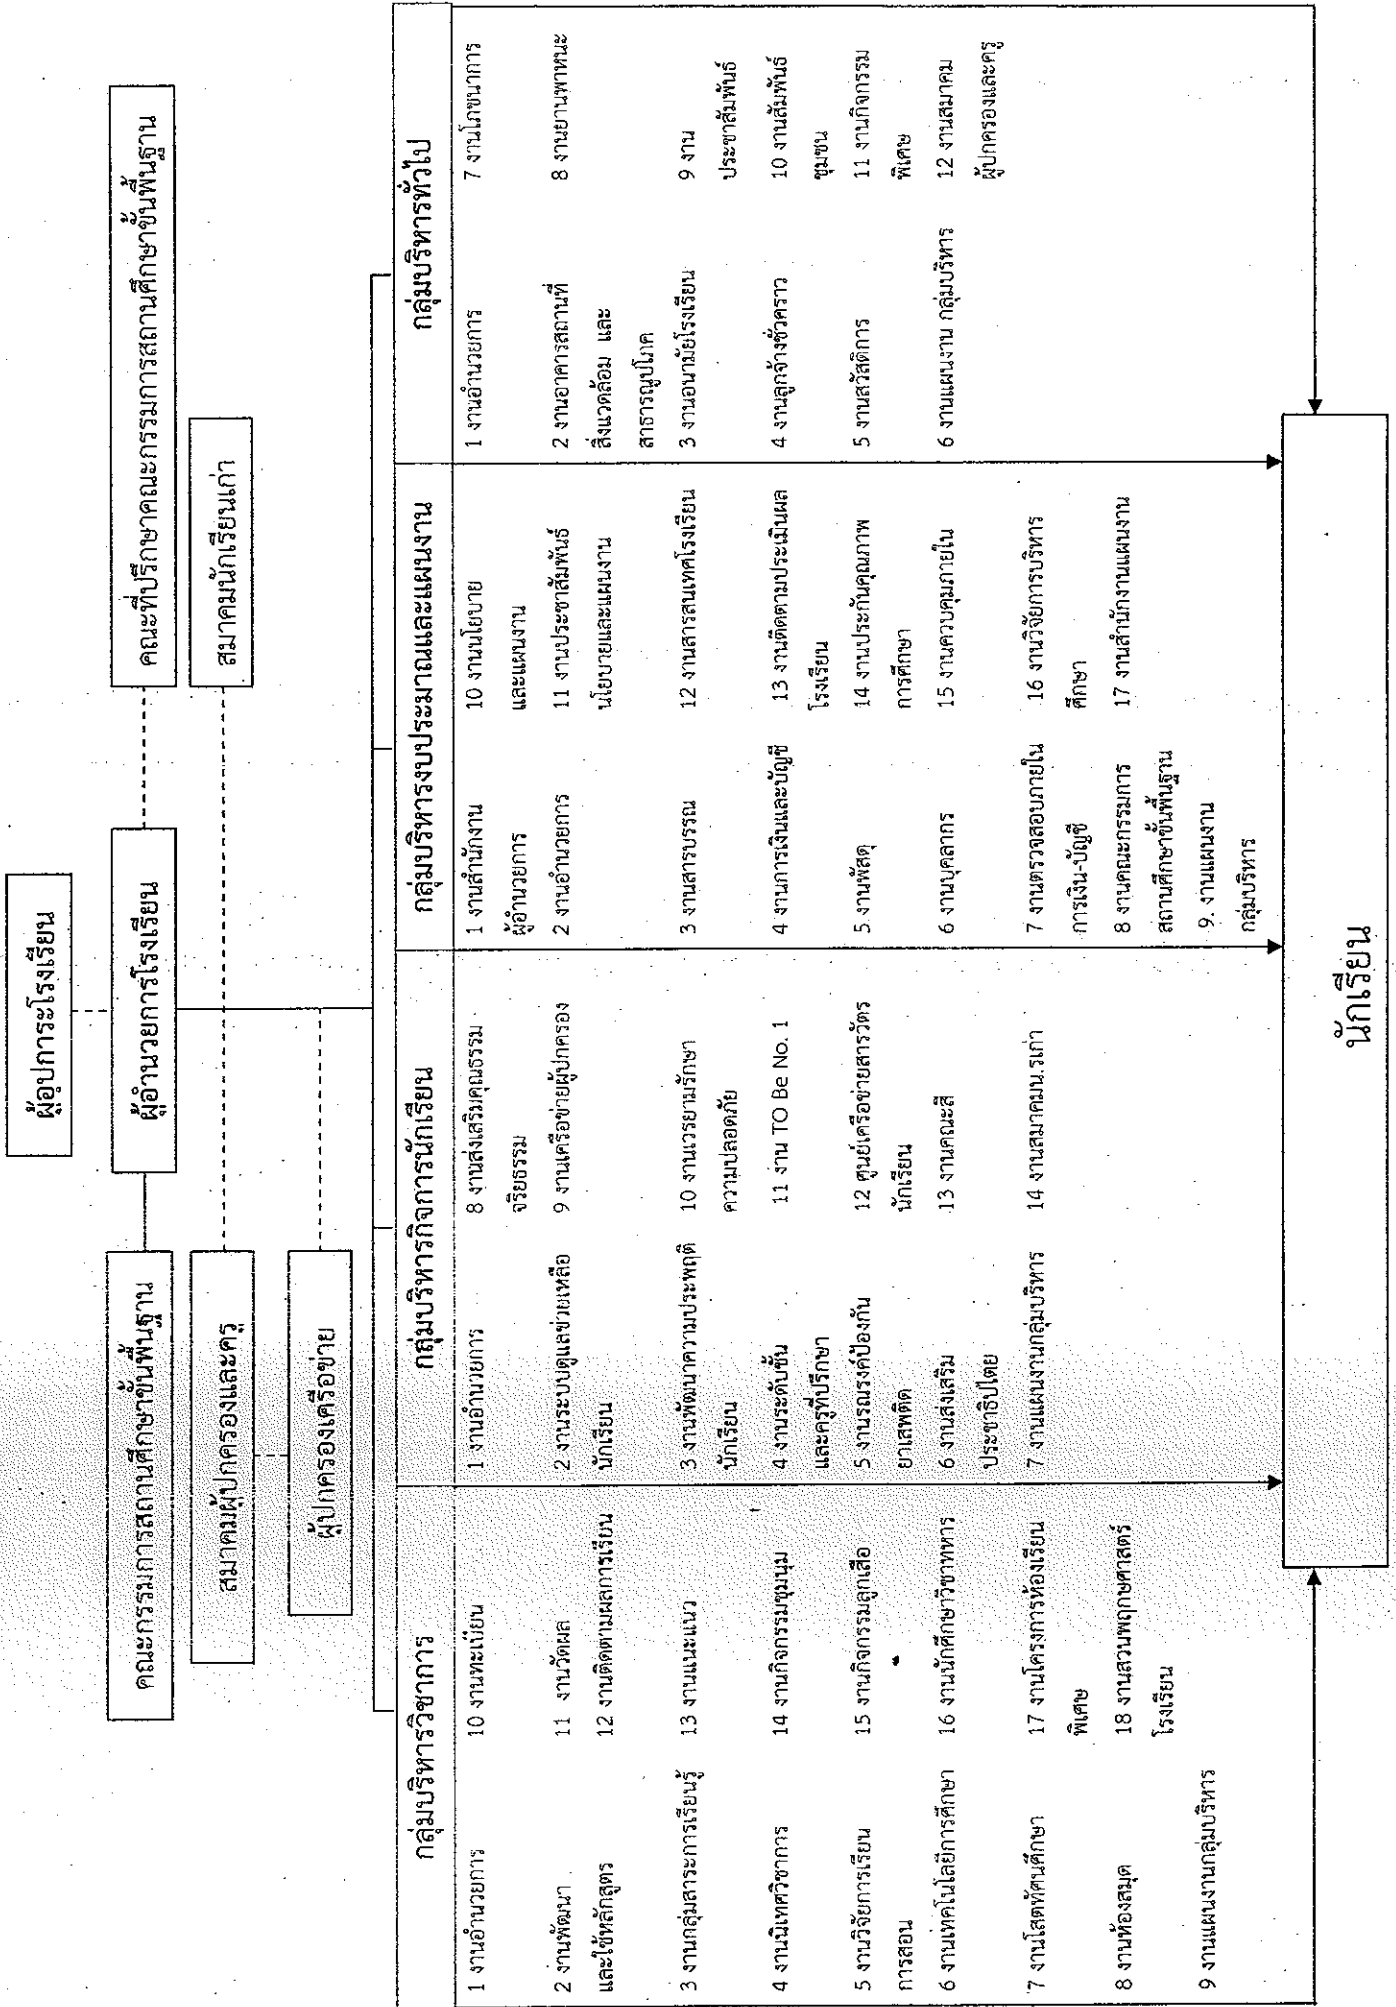 ผู้อุปการะโรงเรียน
ผู้อำนวยการโรงเรียน
คณะกรรมการสถานศึกษาขั้นพื้นฐาน
คณะที่ปรึกษาคณะกรรมการสถานศึกษาขั้นพื้นฐาน
สมาคมผู้ปกครองและครู
สมาคมนักเรียนเก่า
ผู้ปกครองเครือข่าย
กลุ่มบริหารวิชาการ
1 งานอำนวยการ
2 งานพัฒนา
และใช้หลักสูตร
3 งานกลุ่มสาระการเรียนรู้
4 งานนิเทศวิชาการ
5 งานวิจัยการเรียน
การสอน
6 งานเทคโนโลยีการศึกษา
7 งานโสตทัศนศึกษา
8 งานห้องสมุด
9 งานแผนงานกลุ่มบริหาร
10 งานทะเบียน
11 งานวัดผล
12 งานติดตามผลการเรียน
13 งานแนะแนว
14 งานกิจกรรมชุมนุม
15 งานกิจกรรมลูกเสือ
16 งานนักศึกษาวิชาทหาร
17 งานโครงการห้องเรียน
พิเศษ
18 งานสวนพฤกษศาสตร์
โรงเรียน
กลุ่มบริหารกิจการนักเรียน
1 งานอำนวยการ
2 งานระบบดูแลช่วยเหลือ
นักเรียน
3 งานพัฒนาความประพฤติ
นักเรียน
4 งานระดับชั้น
และครูที่ปรึกษา
5 งานรณรงค์ป้องกัน
ยาเสพติด
6 งานส่งเสริม
ประชาธิปไตย
7 งานแผนงานกลุ่มบริหาร
8 งานส่งเสริมคุณธรรม
จริยธรรม
9 งานเครือข่ายผู้ปกครอง
10 งานเวรยามรักษา
ความปลอดภัย
11 งาน TO Be No. 1
12 ศูนย์เครือข่ายสารวัตร
นักเรียน
13 งานคณะสี
14 งานสมาคมน.รเก่า
กลุ่มบริหารงบประมาณและแผนงาน
1 งานสำนักงาน
ผู้อำนวยการ
2 งานอำนวยการ
3 งานสารบรรณ
4 งานการเงินและบัญชี
5 งานพัสดุ
6 งานบุคลากร
7 งานตรวจสอบภายใน
การเงิน-บัญชี
8 งานคณะกรรมการ
สถานศึกษาขั้นพื้นฐาน
9. งานแผนงาน
กลุ่มบริหาร
10 งานนโยบาย
และแผนงาน
11 งานประชาสัมพันธ์
นโยบายและแผนงาน
12 งานสารสนเทศโรงเรียน
13 งานติดตามประเมินผล
โรงเรียน
14 งานประกันคุณภาพ
การศึกษา
15 งานควบคุมภายใน
16 งานวิจัยการบริหาร
ศึกษา
17 งานสำนักงานแผนงาน
กลุ่มบริหารทั่วไป
1 งานอำนวยการ
2 งานอาคารสถานที่
สิ่งแวดล้อม และ
สาธารณูปโภค
3 งานอนามัยโรงเรียน
4 งานลูกจ้างชั่วคราว
5 งานสวัสดิการ
6 งานแผนงาน กลุ่มบริหาร
7 งานโภชนาการ
8 งานยานพาหนะ
9 งาน
ประชาสัมพันธ์
10 งานสัมพันธ์
ชุมชน
11 งานกิจกรรม
พิเศษ
12 งานสมาคม
ผู้ปกครองและครู
นักเรียน